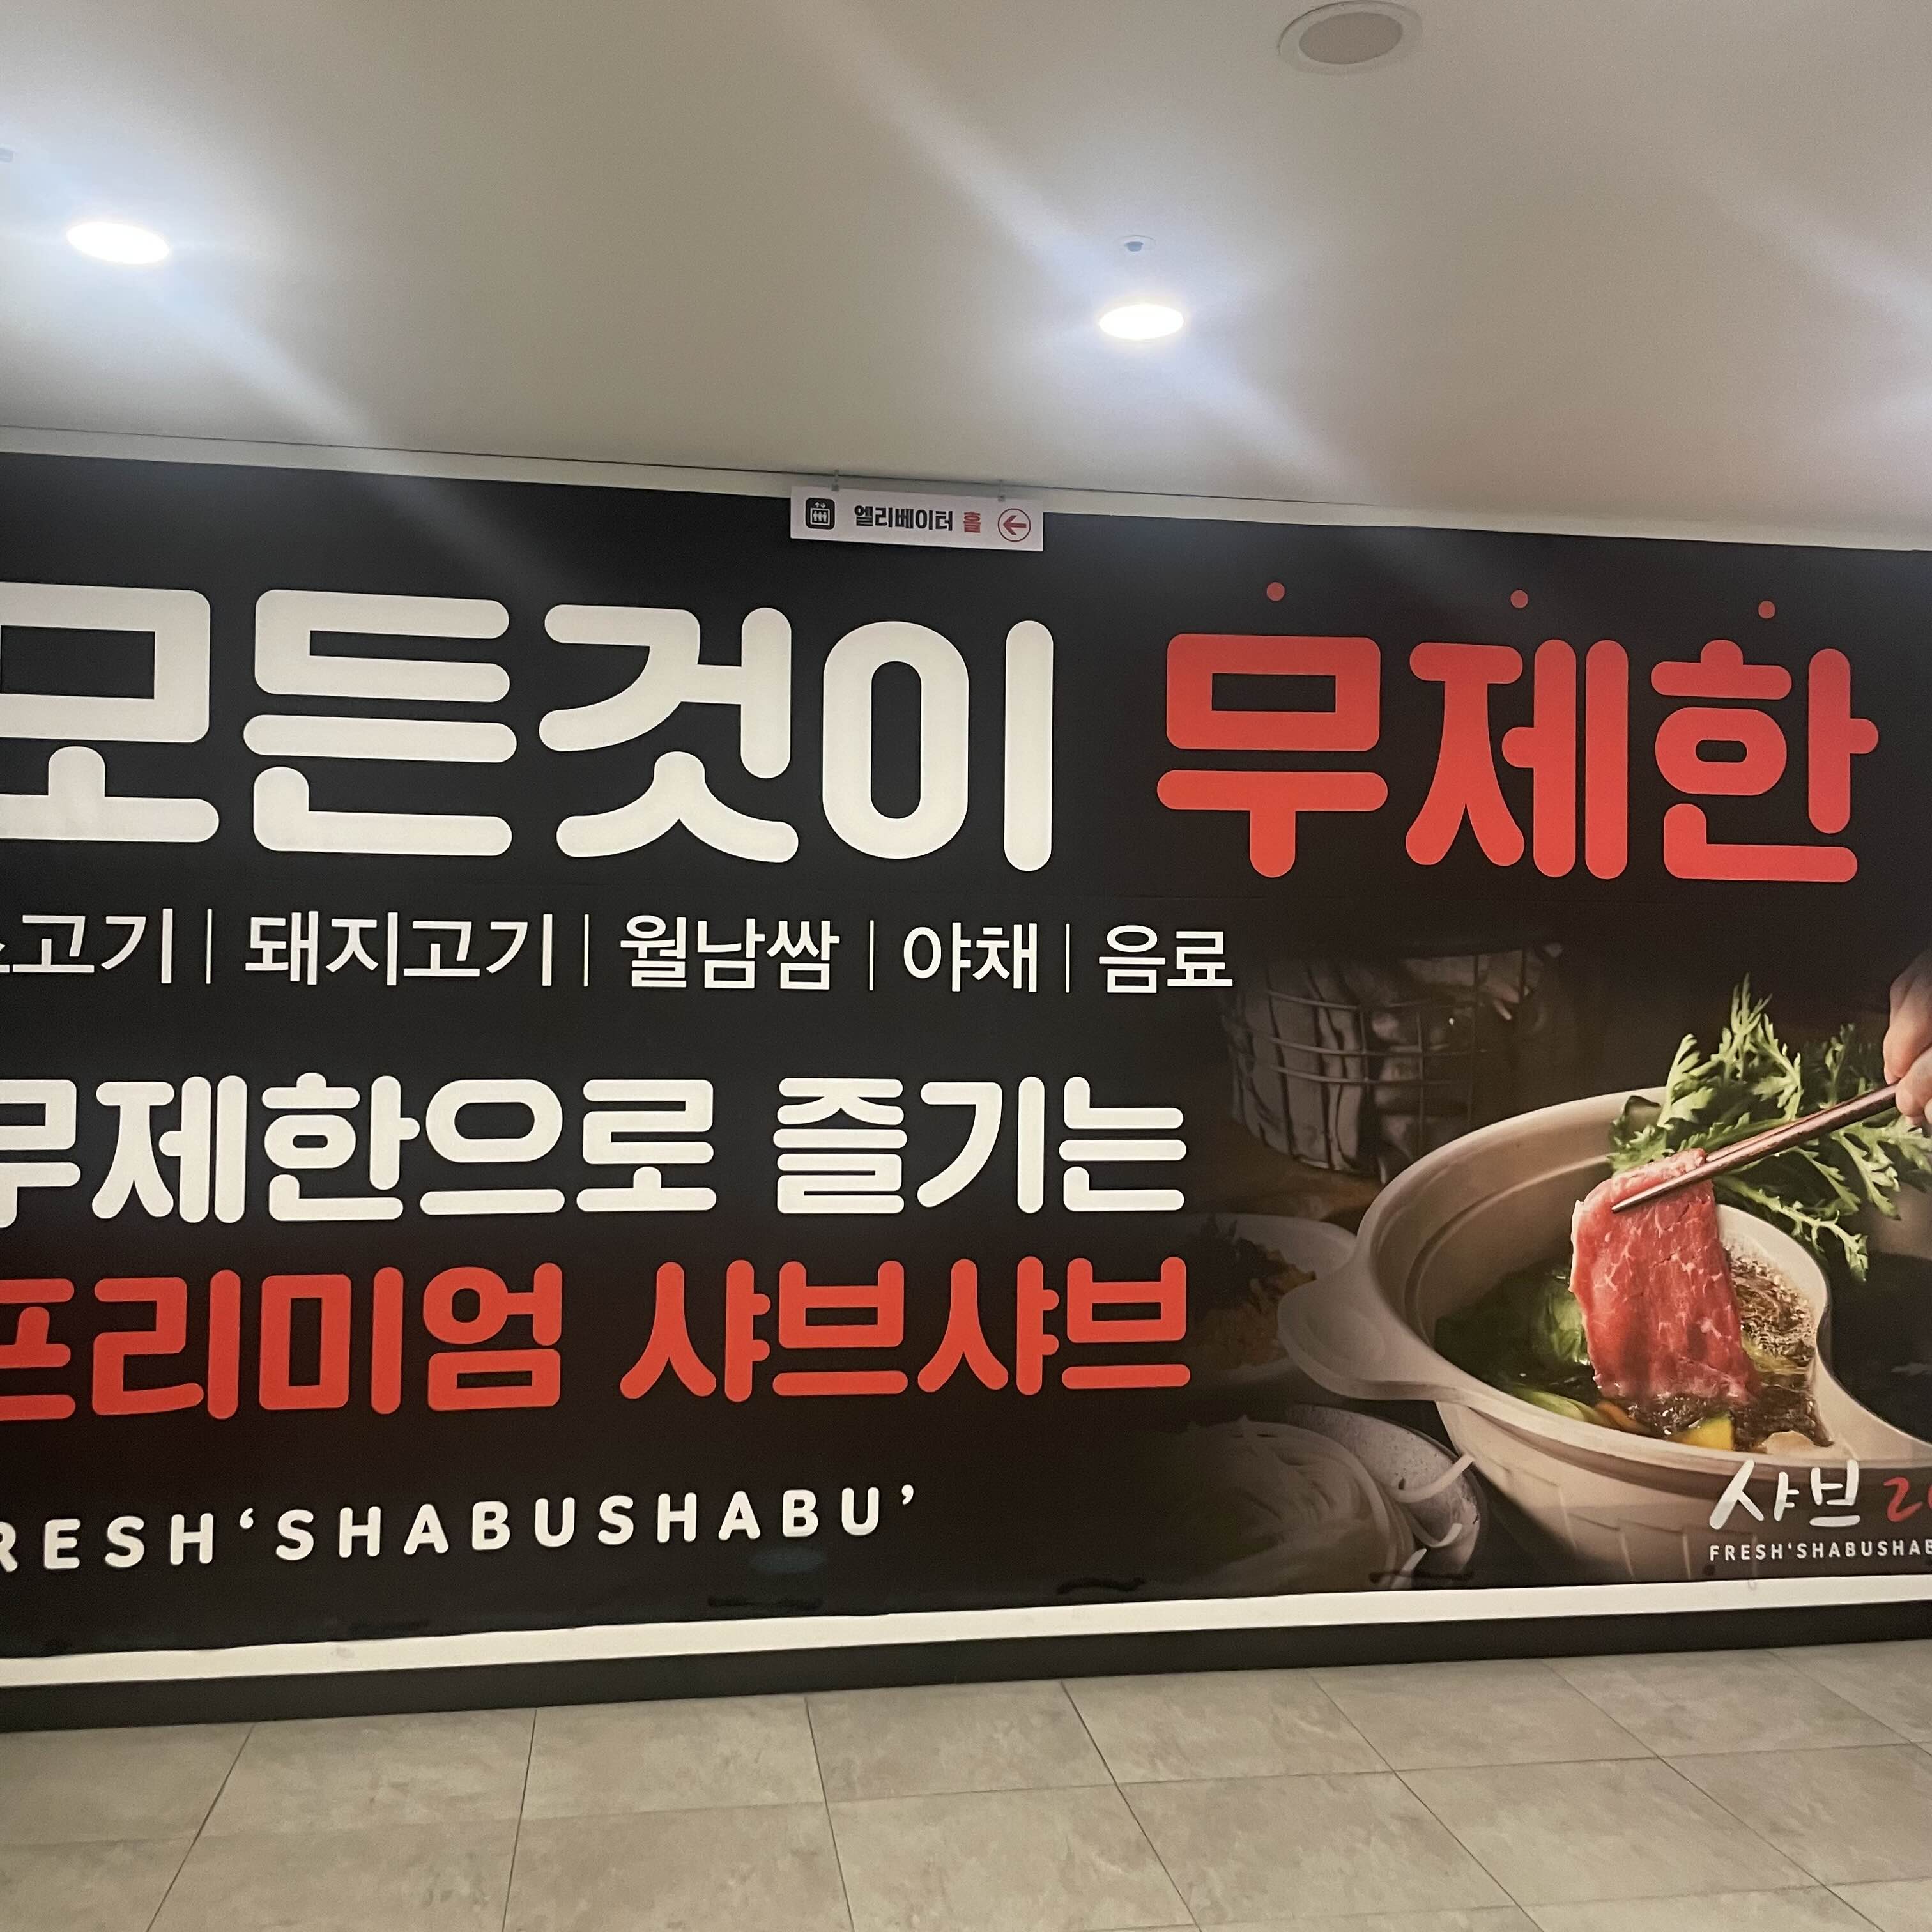 엘리베이터 홀
모든것이 무제한
소고기 | 돼지고기 | 월남쌈 | 야채 | 음료
무제한으로 즐기는
프리미엄 샤브샤브
FRESH‘SHABUSHABU’
샤브
FRESH‘SHABUSHAB